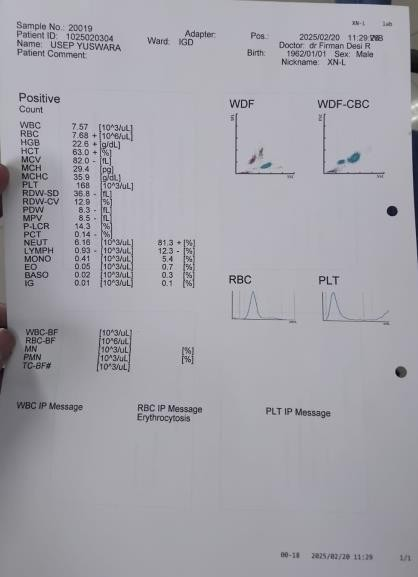 XN-L lab
Sample No.: 20019
Patient ID: 1025020304 Ward: IGD Adapter: Pos.: 2025/02/20 11:29
Name: USEP YUSWARA Doctor: dr Firman Desi R
Patient Comment: Birth: 1962/01/01 Sex: Male
Nickname: XN-L
Positive
Count
WBC 7.57 [10^3/uL]
RBC 7.68 + [10^6/uL]
HGB 22.6 + [g/dL]
HCT 63.0 + [%]
MCV 82.0 - [fL]
MCH 29.4 [pg]
MCHC 35.9 [g/dL]
PLT 168 [10^3/uL]
RDW-SD 36.8 - [fL]
RDW-CV 12.9 [%]
PDW 8.3 - [fL]
MPV 8.5 - [fL]
P-LCR 14.3 [%]
PCT 0.14 - [%]
NEUT 6.16 [10^3/uL] 81.3 + [%]
LYMPH 0.93 - [10^3/uL] 12.3 - [%]
MONO 0.41 [10^3/uL] 5.4 [%]
EO 0.05 [10^3/uL] 0.7 [%]
BASO 0.02 [10^3/uL] 0.3 [%]
IG 0.01 [10^3/uL] 0.1 [%]
WDF WDF-CBC
RBC PLT
WBC-BF [10^3/uL]
RBC-BF [10^6/uL]
MN [10^3/uL] [%]
PMN [10^3/uL] [%]
TC-BF# [10^3/uL]
WBC IP Message RBC IP Message PLT IP Message
Erythrocytosis
00-18 2025/02/20 11:29 1/1